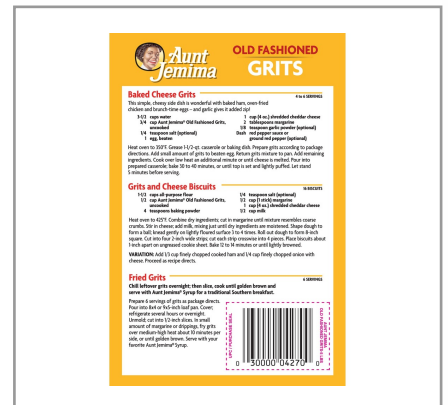 Aunt
Jemima
OLD FASHIONED
GRITS
Baked Cheese Grits
4 to 6 SERVINGS
This simple, cheesy side dish is wonderful with baked ham, oven-fried
chicken and brunch-time eggs – and garlic gives it added zip!
1-1/2 cups water
3/4 cup Aunt Jemima® Old Fashioned Grits,
uncooked
1/4 teaspoon salt (optional)
1 egg, beaten
1 cup (4 oz.) shredded cheddar cheese
2 tablespoons margarine
1/8 teaspoon garlic powder (optional)
Dash red pepper sauce or
ground red pepper (optional)
Heat oven to 350°F. Grease 1-1/2-qt. casserole or baking dish. Prepare grits according to package
directions. Add small amount of grits to beaten egg. Return grits mixture to pan. Add remaining
ingredients. Cook over low heat an additional minute or until cheese is melted. Pour into
prepared casserole; bake 30 to 40 minutes, or until top is set and lightly puffed. Let stand
5 minutes before serving.
Grits and Cheese Biscuits
16 BISCUITS
1-1/2 cups all-purpose flour
1/2 cup Aunt Jemima® Old Fashioned Grits,
uncooked
4 teaspoons baking powder
1/4 teaspoon salt (optional)
1/2 cup (1 stick) margarine
1 cup (4 oz.) shredded cheddar cheese
1/2 cup milk
Heat oven to 425°F. Combine dry ingredients; cut in margarine until mixture resembles coarse
crumbs. Stir in cheese; add milk, mixing just until dry ingredients are moistened. Shape dough to
form a ball; knead gently on lightly floured surface 3 to 4 times. Roll out dough to form 8-inch
square. Cut into four 2-inch wide strips; cut each strip crosswise into 4 pieces. Place biscuits about
1-inch apart on ungreased cookie sheet. Bake 12 to 14 minutes or until lightly browned.
VARIATION: Add 1/3 cup finely chopped cooked ham and 1/4 cup finely chopped onion with
cheese. Proceed as recipe directs.
Fried Grits
6 SERVINGS
Chill leftover grits overnight; then slice, cook until golden brown and
serve with Aunt Jemima® Syrup for a traditional Southern breakfast.
Prepare 6 servings of grits as package directs.
Pour into 8x4 or 9x5-inch loaf pan. Cover;
refrigerate several hours or overnight.
Unmold; cut into 1/2-inch slices. In small
amount of margarine or drippings, fry grits
over medium-high heat about 10 minutes per
side, or until golden brown. Serve with your
favorite Aunt Jemima® Syrup.
UPC / PURCHASE SEAL
0 30000 04270 0
AUNT JEMIMA
OLD FASHIONED GRITS